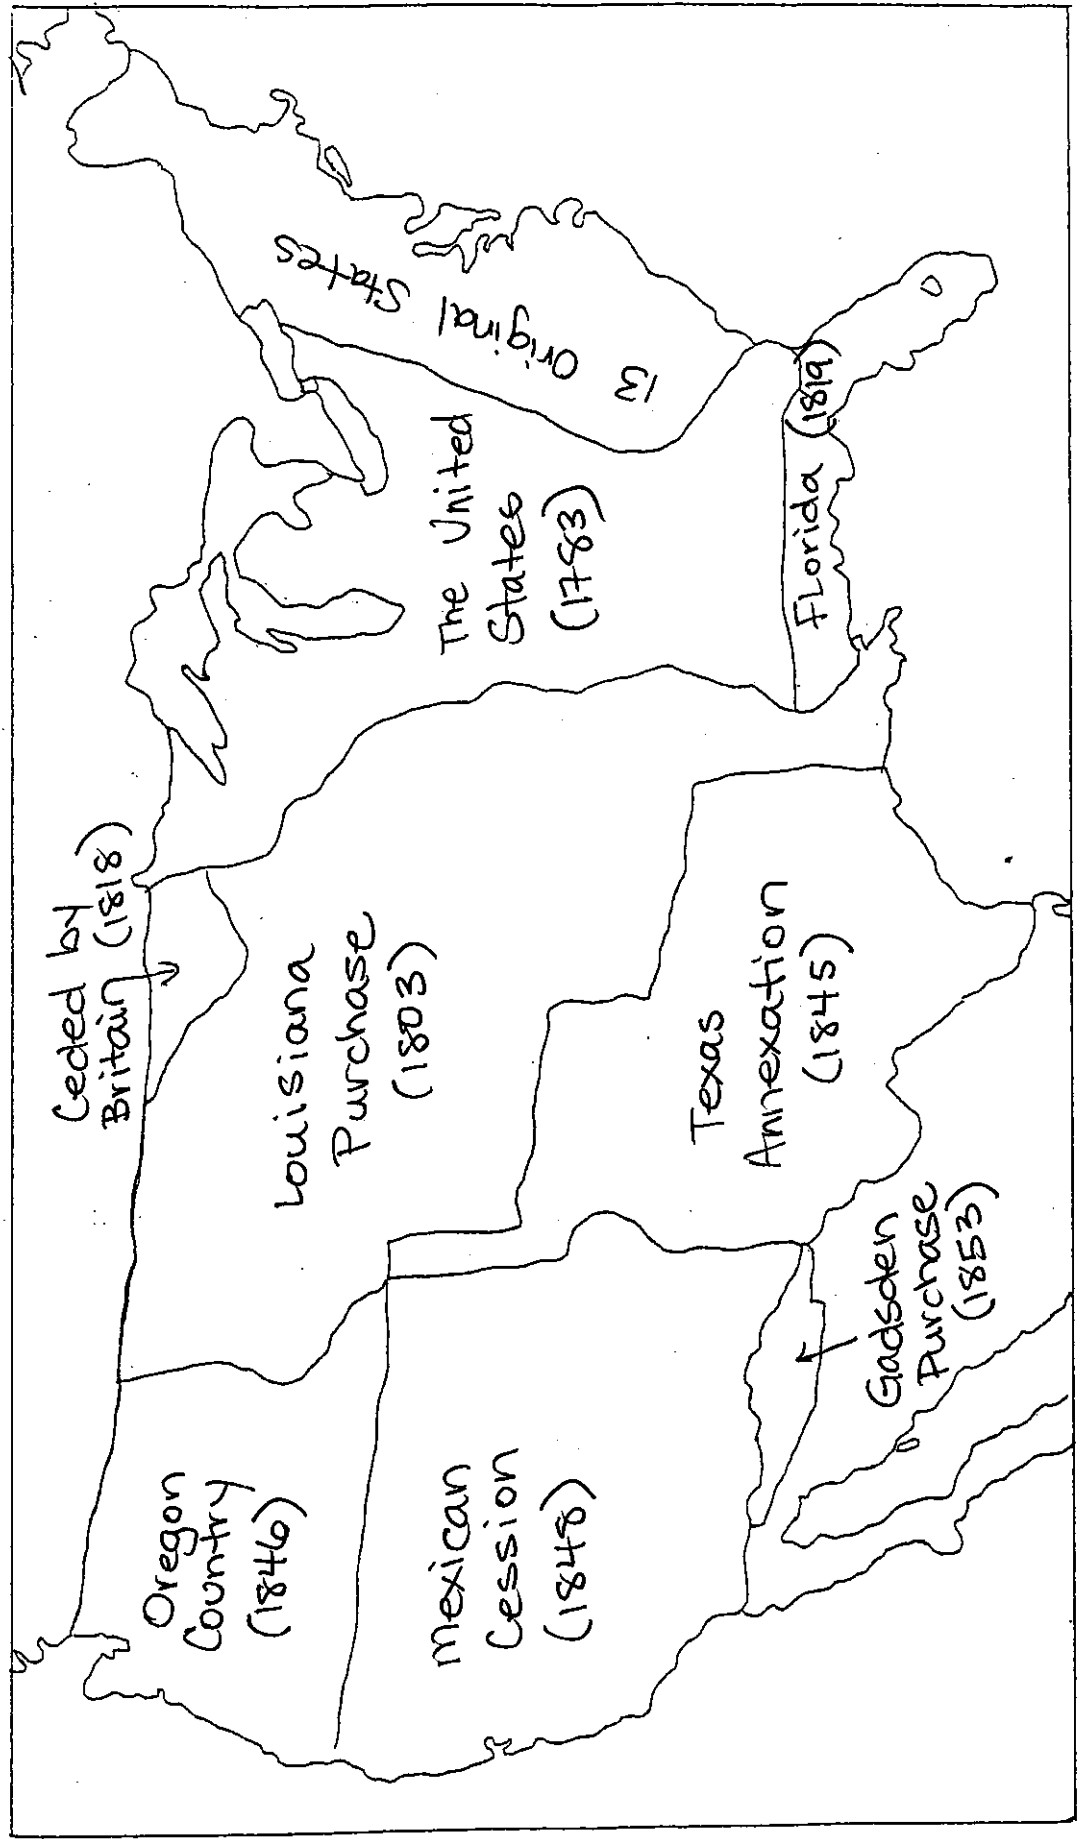 Ceded by
Britain (1818)
Oregon
Country
(1846)
Louisiana
Purchase
(1803)
The United
States
(1783)
13 Original States
Mexican
Cession
(1848)
Texas
Annexation
(1845)
Florida (1819)
Gadsden
Purchase
(1853)